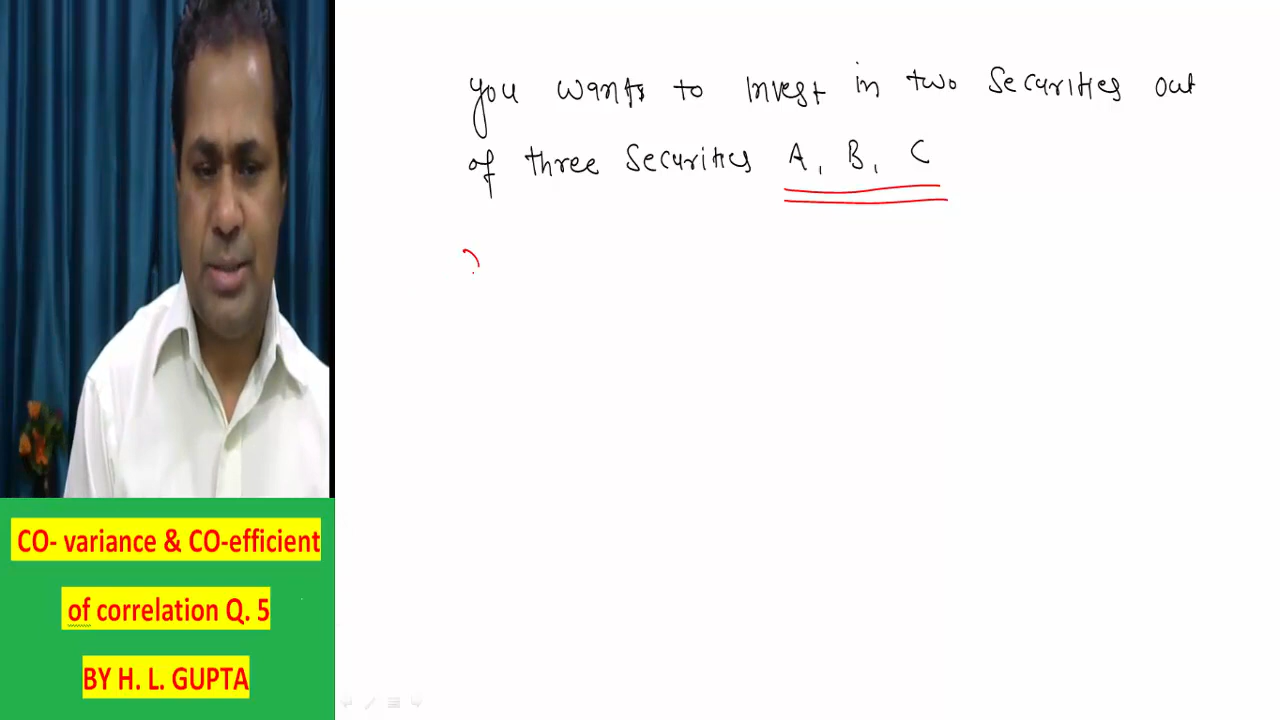 you wants to invest in two securities out
of three securities A, B, C
CO- variance & CO-efficient
of correlation Q. 5
BY H. L. GUPTA